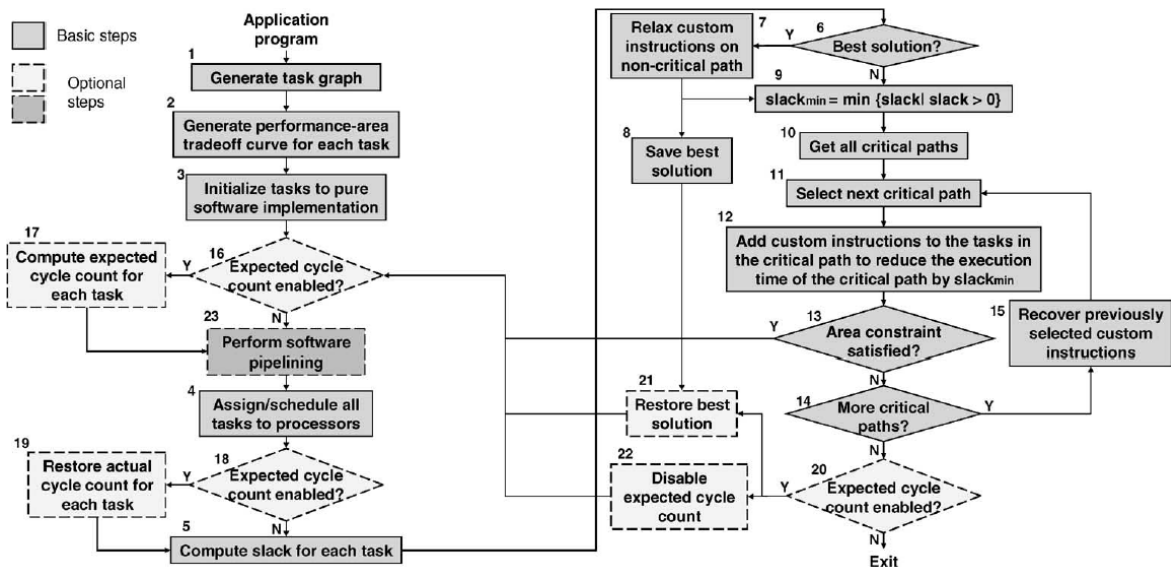 Basic steps
Optional
steps
Application
program
1
Generate task graph
2
Generate performance-area
tradeoff curve for each task
3
Initialize tasks to pure
software implementation
16
Expected cycle
count enabled?
Y
N
17
Compute expected
cycle count for
each task
23
Perform software
pipelining
4
Assign/schedule all
tasks to processors
18
Expected cycle
count enabled?
Y
N
19
Restore actual
cycle count for
each task
5
Compute slack for each task
6
Best solution?
Y
N
7
Relax custom
instructions on
non-critical path
8
Save best
solution
9
slackmin = min {slack| slack > 0}
10
Get all critical paths
11
Select next critical path
12
Add custom instructions to the tasks in
the critical path to reduce the execution
time of the critical path by slackmin
13
Area constraint
satisfied?
Y
N
14
More critical
paths?
Y
N
15
Recover previously
selected custom
instructions
20
Expected cycle
count enabled?
Y
N
21
Restore best
solution
22
Disable
expected cycle
count
Exit